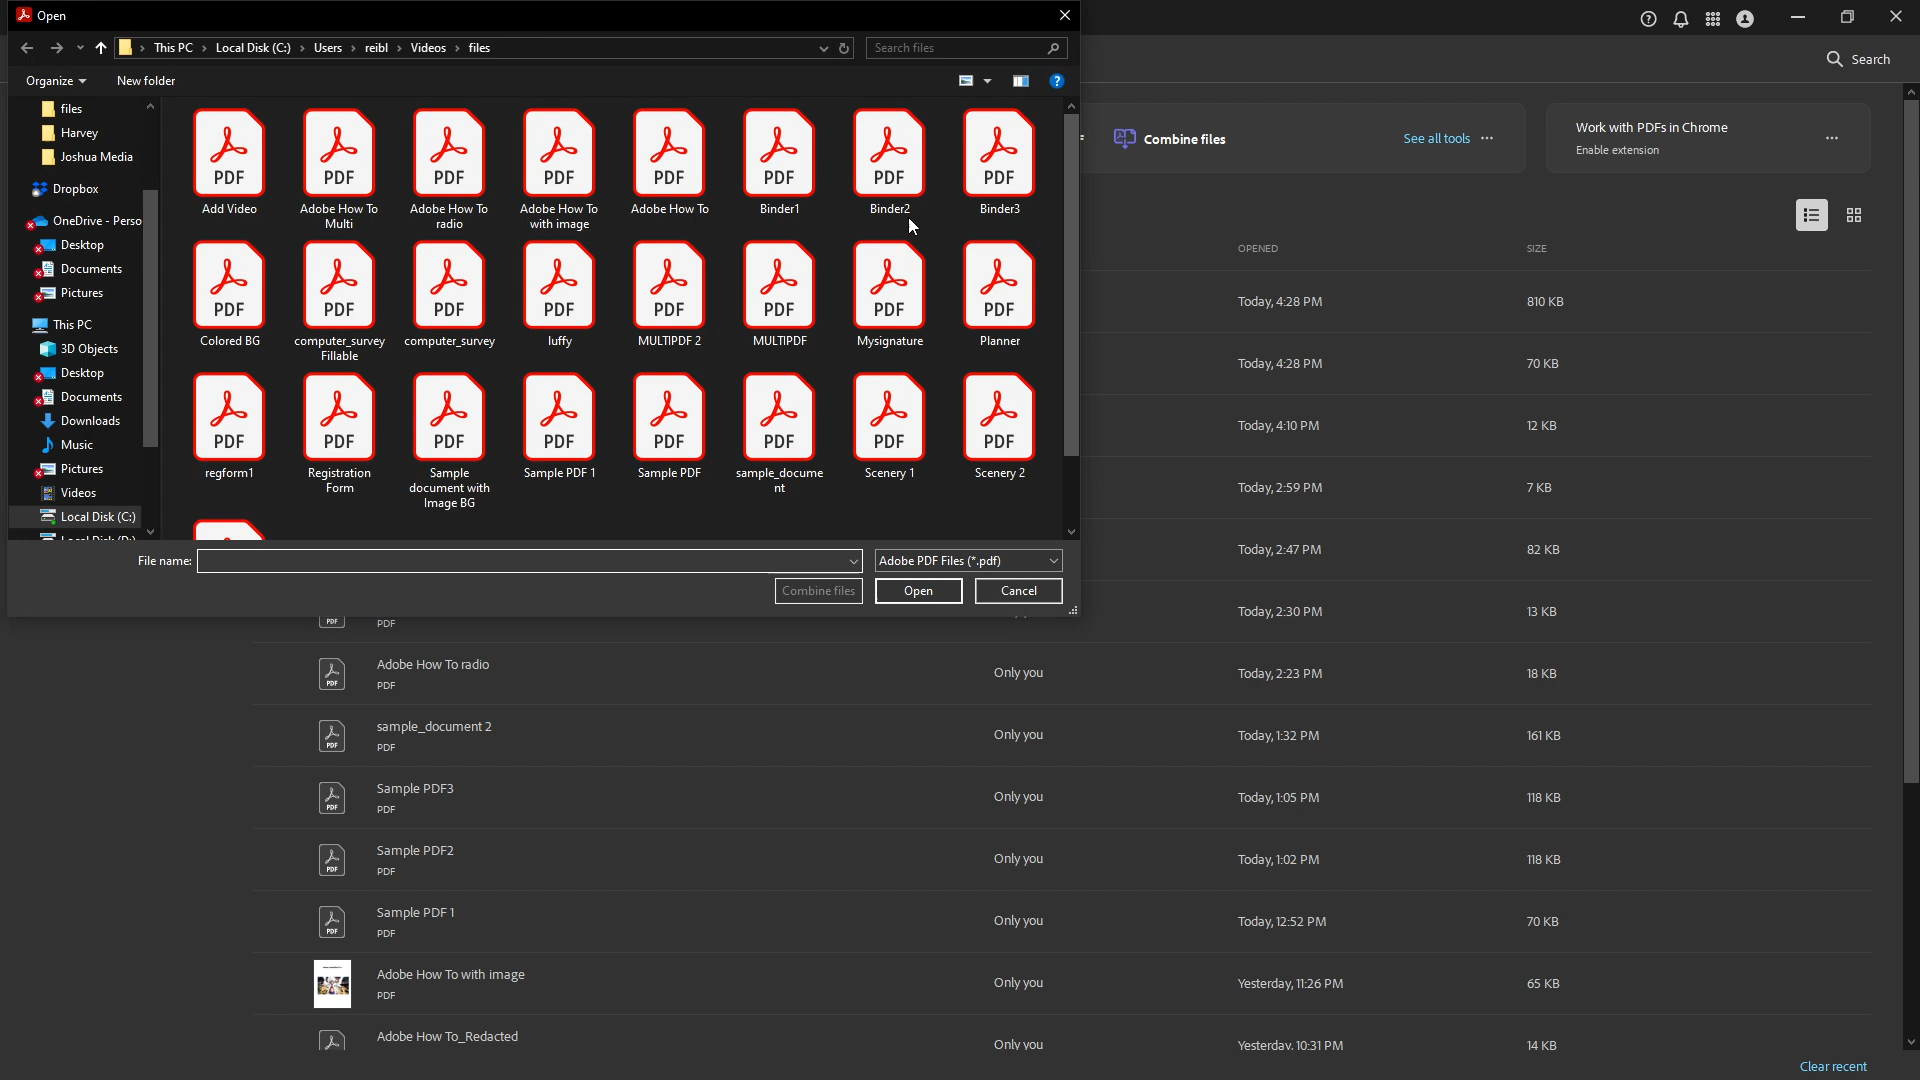 Open
This PC
Local Disk (C:)
Users
reibl
Videos
files
Search files
Search
Organize
New folder
files
Harvey
Joshua Media
Dropbox
OneDrive - Perso
Desktop
Documents
Pictures
This PC
3D Objects
Desktop
Documents
Downloads
Music
Pictures
Videos
Local Disk (C:)
Local Disk (D:)
PDF
Add Video
PDF
Adobe How To
Multi
PDF
Adobe How To
radio
PDF
Adobe How To
with image
PDF
Adobe How To
PDF
Binder1
PDF
Binder2
PDF
Binder3
PDF
Colored BG
PDF
computer_survey
Fillable
PDF
computer_survey
PDF
luffy
PDF
MULTIPDF 2
PDF
MULTIPDF
PDF
Mysignature
PDF
Planner
PDF
regform1
PDF
Registration
Form
PDF
Sample
document with
Image BG
PDF
Sample PDF 1
PDF
Sample PDF
PDF
sample_docume
nt
PDF
Scenery 1
PDF
Scenery 2
File name:
Adobe PDF Files (*.pdf)
Combine files
Open
Cancel
Combine files
See all tools
Work with PDFs in Chrome
Enable extension
OPENED
SIZE
Today, 4:28 PM
810 KB
Today, 4:28 PM
70 KB
Today, 4:10 PM
12 KB
Today, 2:59 PM
7 KB
Today, 2:47 PM
82 KB
PDF
PDF
Today, 2:30 PM
13 KB
PDF
Adobe How To radio
PDF
Only you
Today, 2:23 PM
18 KB
PDF
sample_document 2
PDF
Only you
Today, 1:32 PM
161 KB
PDF
Sample PDF3
PDF
Only you
Today, 1:05 PM
118 KB
PDF
Sample PDF2
PDF
Only you
Today, 1:02 PM
118 KB
PDF
Sample PDF 1
PDF
Only you
Today, 12:52 PM
70 KB
Adobe How To with image
PDF
Only you
Yesterday, 11:26 PM
65 KB
Adobe How To_Redacted
Only you
Yesterday, 10:31 PM
14 KB
Clear recent